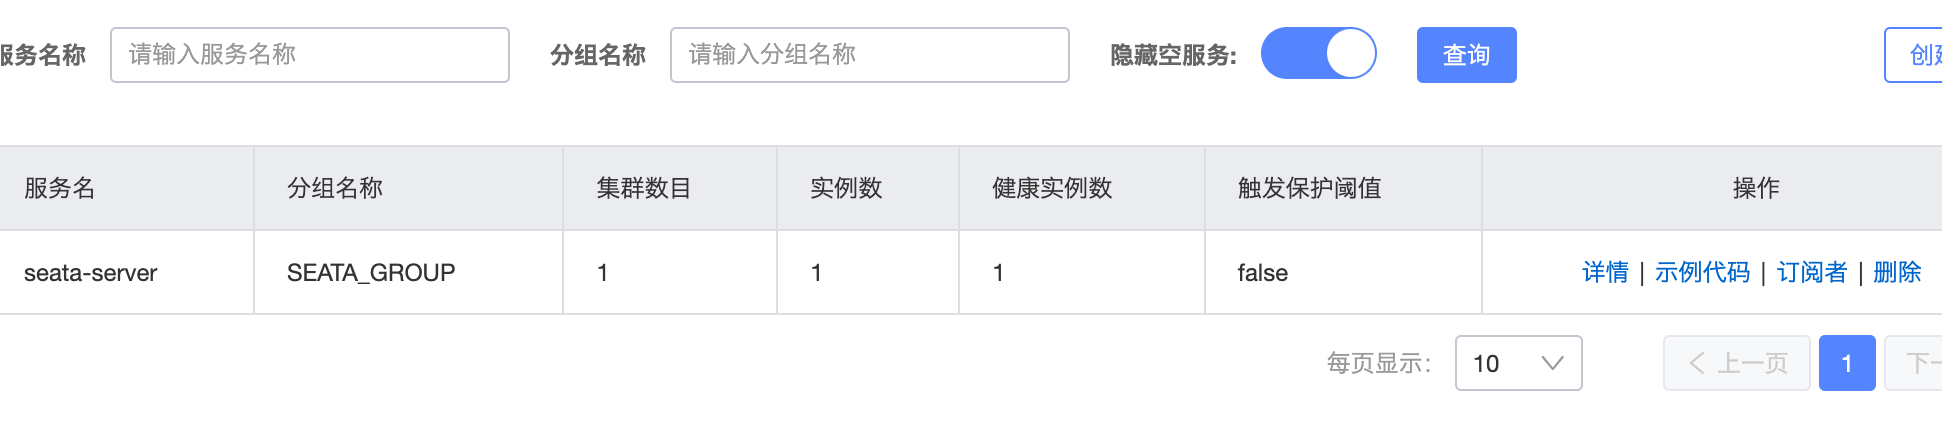 服务名称 请输入服务名称 分组名称 请输入分组名称 隐藏空服务: 查询 创建
服务名 分组名称 集群数目 实例数 健康实例数 触发保护阈值 操作
seata-server SEATA_GROUP 1 1 1 false 详情 | 示例代码 | 订阅者 | 删除
每页显示: 10 上一页 1 下一